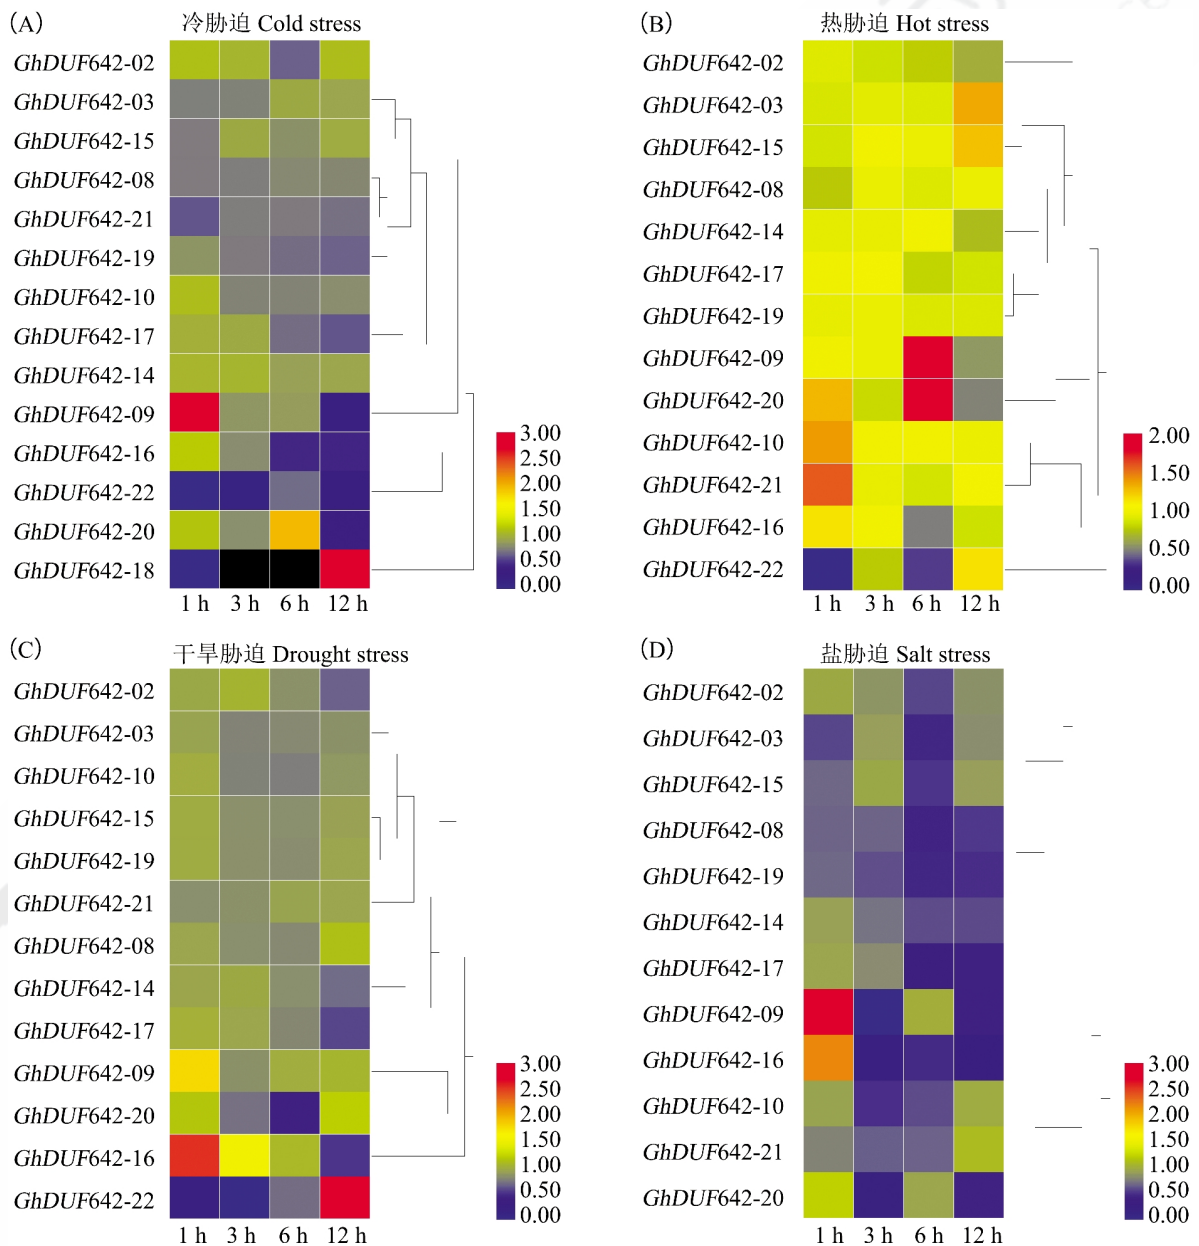 (A)
冷胁迫 Cold stress
GhDUF642-02
GhDUF642-03
GhDUF642-15
GhDUF642-08
GhDUF642-21
GhDUF642-19
GhDUF642-10
GhDUF642-17
GhDUF642-14
GhDUF642-09
GhDUF642-16
GhDUF642-22
GhDUF642-20
GhDUF642-18
1 h 3 h 6 h 12 h
3.00
2.50
2.00
1.50
1.00
0.50
0.00
(B)
热胁迫 Hot stress
GhDUF642-02
GhDUF642-03
GhDUF642-15
GhDUF642-08
GhDUF642-14
GhDUF642-17
GhDUF642-19
GhDUF642-09
GhDUF642-20
GhDUF642-10
GhDUF642-21
GhDUF642-16
GhDUF642-22
1 h 3 h 6 h 12 h
2.00
1.50
1.00
0.50
0.00
(C)
干旱胁迫 Drought stress
GhDUF642-02
GhDUF642-03
GhDUF642-10
GhDUF642-15
GhDUF642-19
GhDUF642-21
GhDUF642-08
GhDUF642-14
GhDUF642-17
GhDUF642-09
GhDUF642-20
GhDUF642-16
GhDUF642-22
1 h 3 h 6 h 12 h
3.00
2.50
2.00
1.50
1.00
0.50
0.00
(D)
盐胁迫 Salt stress
GhDUF642-02
GhDUF642-03
GhDUF642-15
GhDUF642-08
GhDUF642-19
GhDUF642-14
GhDUF642-17
GhDUF642-09
GhDUF642-16
GhDUF642-10
GhDUF642-21
GhDUF642-20
1 h 3 h 6 h 12 h
3.00
2.50
2.00
1.50
1.00
0.50
0.00